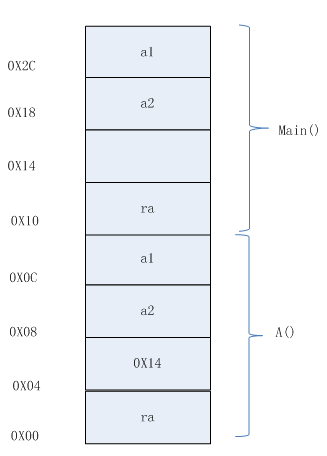 a1
0X2C
a2
0X18
Main()
0X14
ra
0X10
a1
0X0C
a2
0X08
A()
0X14
0X04
ra
0X00